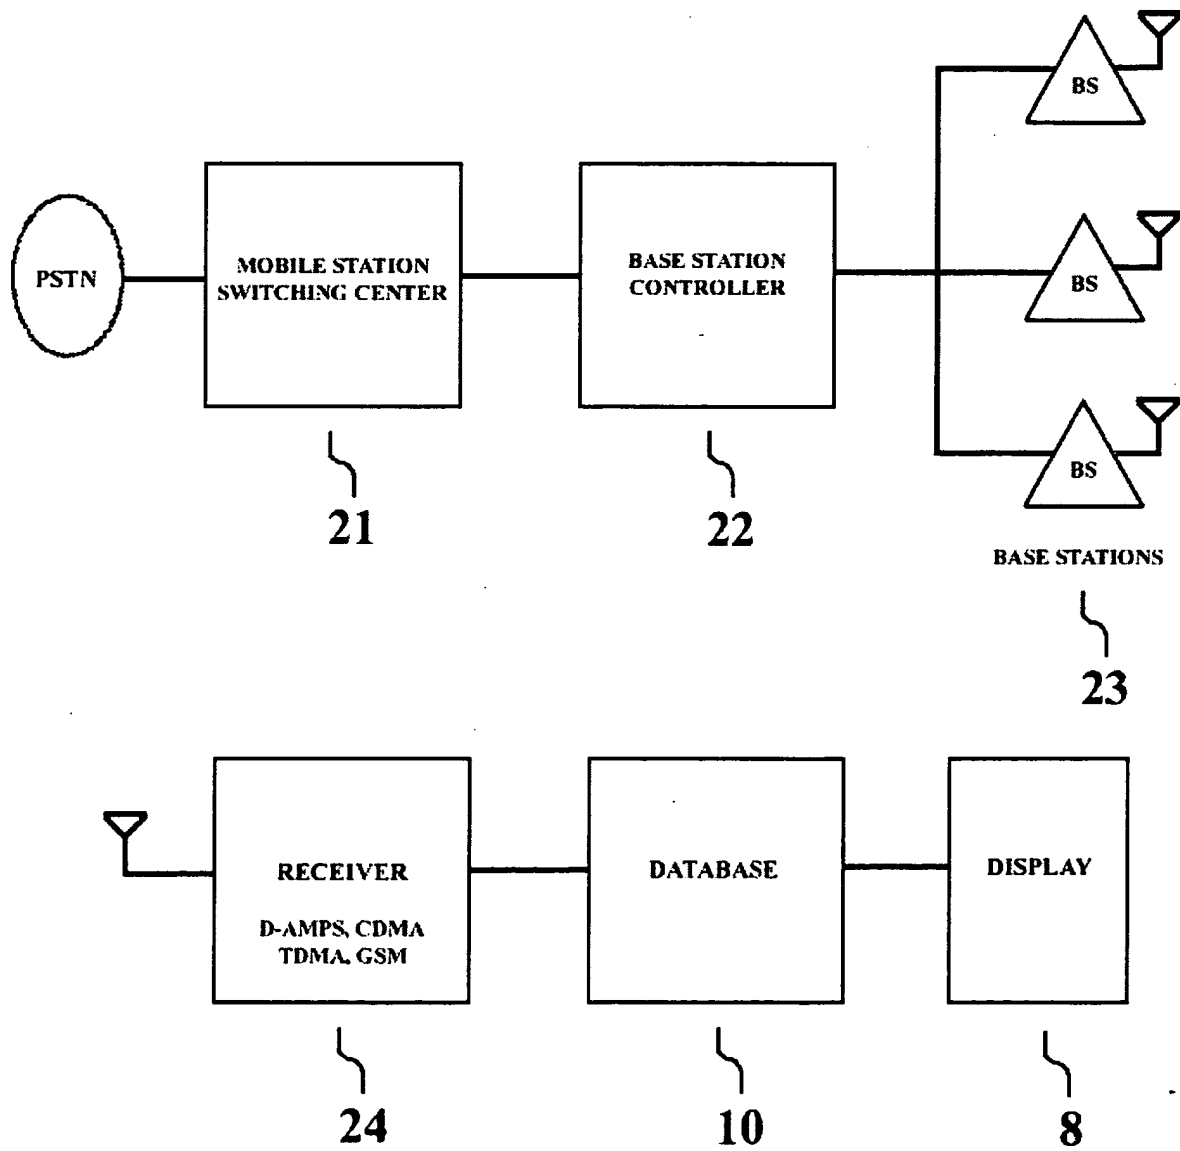 BS
PSTN
MOBILE STATION
SWITCHING CENTER
BASE STATION
CONTROLLER
BS
BS
21
22
BASE STATIONS
23
RECEIVER
D-AMPS, CDMA
TDMA, GSM
DATABASE
DISPLAY
24
10
8